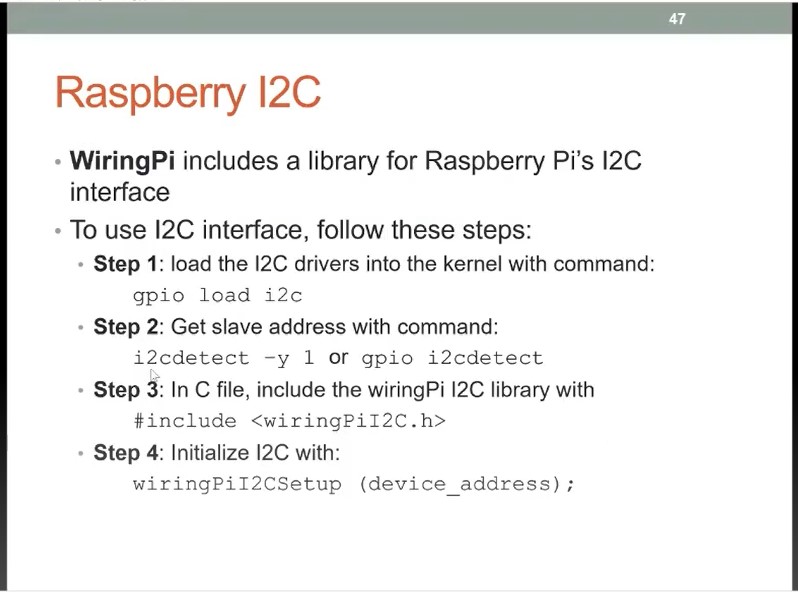 47
Raspberry I2C
• WiringPi includes a library for Raspberry Pi’s I2C
interface
• To use I2C interface, follow these steps:
• Step 1: load the I2C drivers into the kernel with command:
gpio load i2c
• Step 2: Get slave address with command:
i2cdetect –y 1 or gpio i2cdetect
• Step 3: In C file, include the wiringPi I2C library with
#include <wiringPiI2C.h>
• Step 4: Initialize I2C with:
wiringPiI2CSetup (device_address);